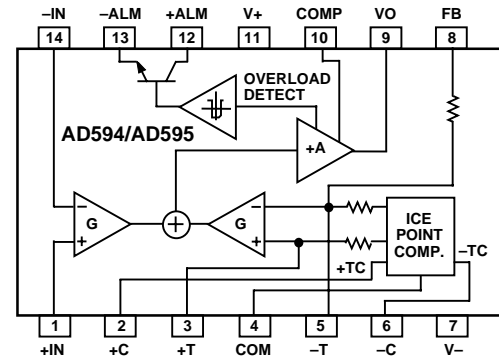 –IN –ALM +ALM V+ COMP VO FB
14 13 12 11 10 9 8
OVERLOAD
DETECT
AD594/AD595
+A
– –
G G
+ +
ICE
POINT
COMP.
–TC
+TC
1 2 3 4 5 6 7
+IN +C +T COM –T –C V–